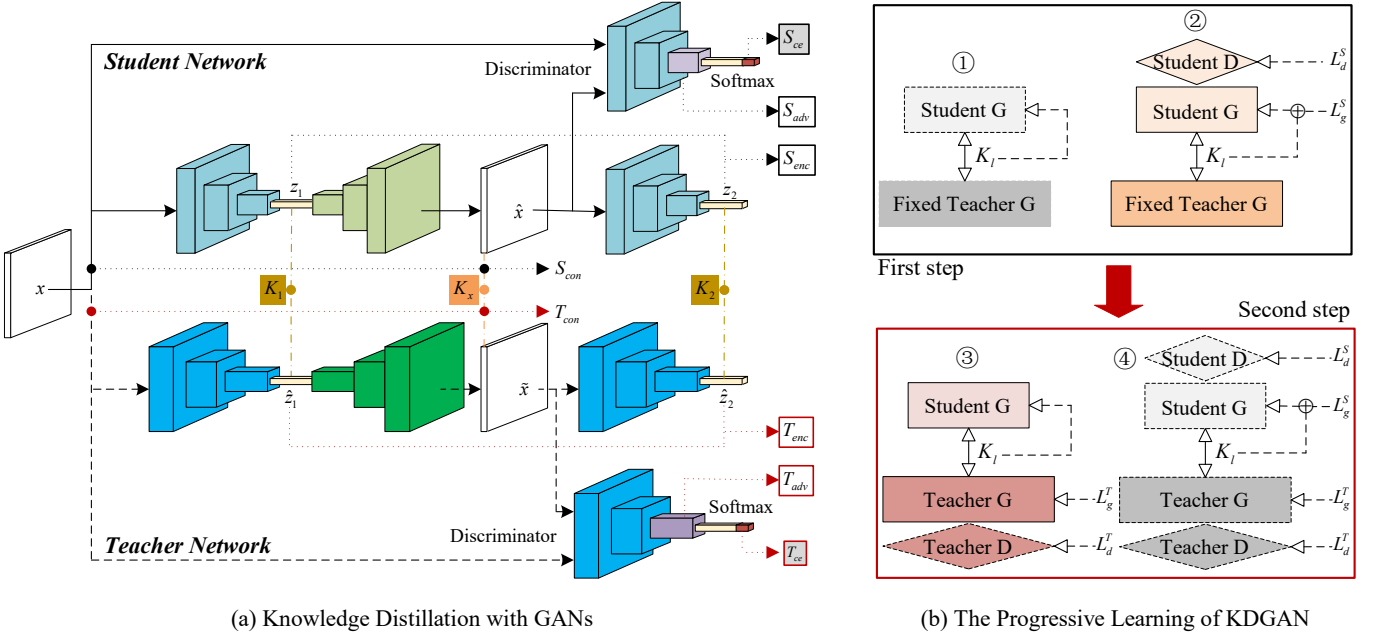 Student Network
Discriminator
Softmax
S_ce
S_adv
S_enc
z_1
x̂
z_2
x
S_con
K_1
K_x
K_2
T_con
ẑ_1
x̃
ẑ_2
T_enc
T_adv
Softmax
Discriminator
T_ce
Teacher Network
(a) Knowledge Distillation with GANs
①
Student G
K_l
Fixed Teacher G
②
Student D
L_d^S
Student G
L_g^S
K_l
Fixed Teacher G
First step
Second step
③
Student G
K_l
Teacher G
L_g^T
Teacher D
L_d^T
④
Student D
L_d^S
Student G
L_g^S
K_l
Teacher G
L_g^T
Teacher D
L_d^T
(b) The Progressive Learning of KDGAN